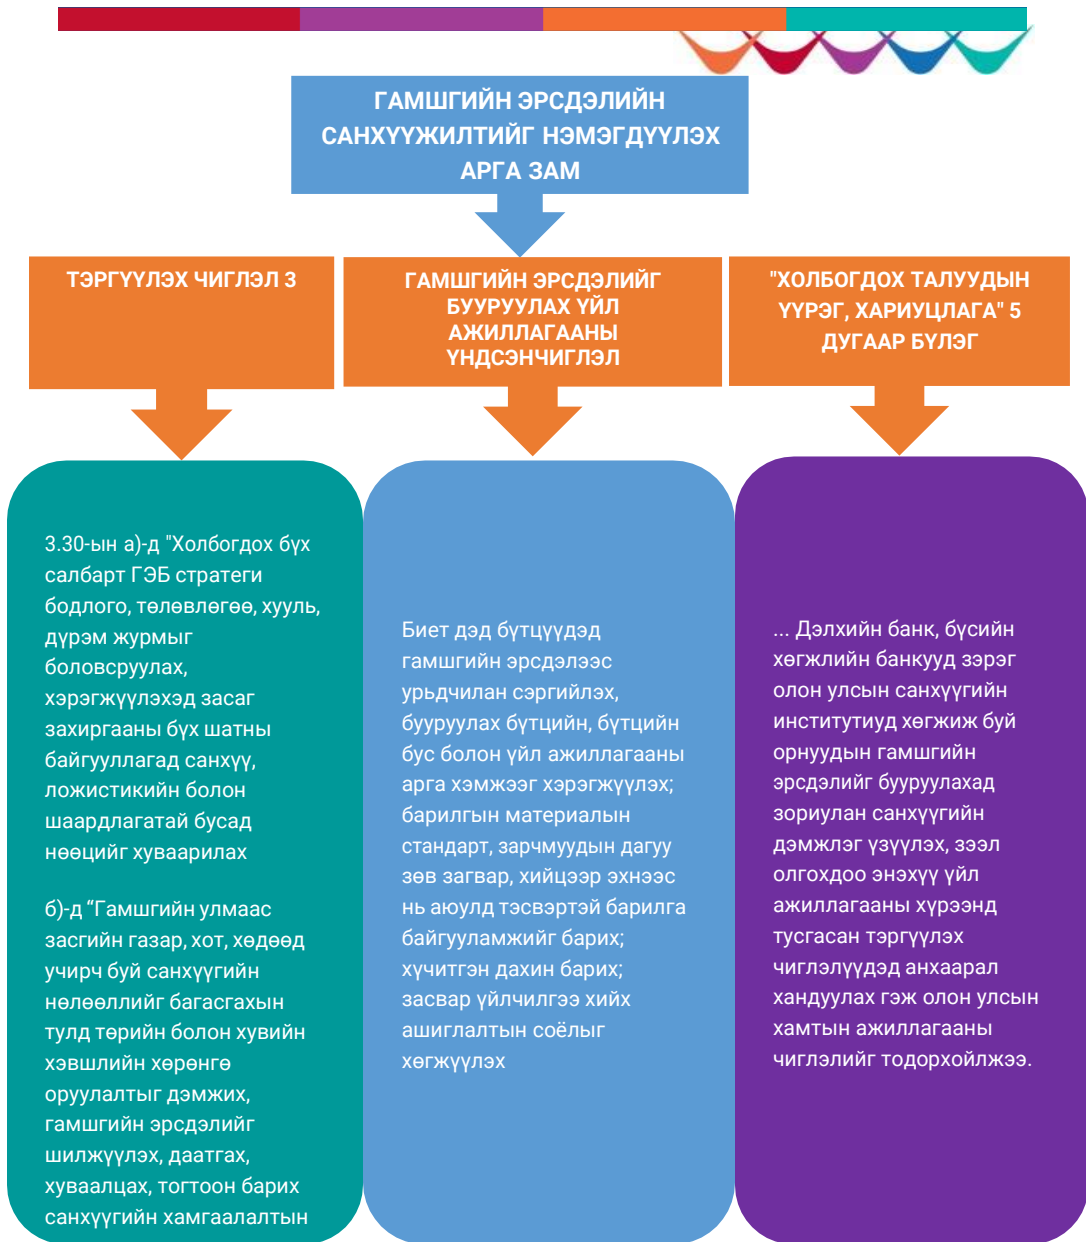 ГАМШГИЙН ЭРСДЭЛИЙН
САНХҮҮЖИЛТИЙГ НЭМЭГДҮҮЛЭХ
АРГА ЗАМ
ТЭРГҮҮЛЭХ ЧИГЛЭЛ 3
ГАМШГИЙН ЭРСДЭЛИЙГ
БУУРУУЛАХ ҮЙЛ
АЖИЛЛАГААНЫ
ҮНДСЭНЧИГЛЭЛ
"ХОЛБОГДОХ ТАЛУУДЫН
ҮҮРЭГ, ХАРИУЦЛАГА" 5
ДУГААР БҮЛЭГ
3.30-ын а)-д "Холбогдох бүх
салбарт ГЭБ стратеги
бодлого, төлөвлөгөө, хууль,
дүрэм журмыг
боловсруулах,
хэрэгжүүлэхэд засаг
захиргааны бүх шатны
байгууллагад санхүү,
ложистикийн болон
шаардлагатай бусад
нөөцийг хуваарилах
б)-д “Гамшгийн улмаас
засгийн газар, хот, хөдөөд
учирч буй санхүүгийн
нөлөөллийг багасгахын
тулд төрийн болон хувийн
хэвшлийн хөрөнгө
оруулалтыг дэмжих,
гамшгийн эрсдэлийг
шилжүүлэх, даатгах,
хуваалцах, тогтоон барих
санхүүгийн хамгаалалтын
Биет дэд бүтцүүдэд
гамшгийн эрсдэлээс
урьдчилан сэргийлэх,
бууруулах бүтцийн, бүтцийн
бус болон үйл ажиллагааны
арга хэмжээг хэрэгжүүлэх;
барилгын материалын
стандарт, зарчмуудын дагуу
зөв загвар, хийцээр эхнээс
нь аюулд тэсвэртэй барилга
байгууламжийг барих;
хүчитгэн дахин барих;
засвар үйлчилгээ хийх
ашиглалтын соёлыг
хөгжүүлэх
... Дэлхийн банк, бүсийн
хөгжлийн банкууд зэрэг
олон улсын санхүүгийн
институтиуд хөгжиж буй
орнуудын гамшгийн
эрсдэлийг бууруулахад
зориулан санхүүгийн
дэмжлэг үзүүлэх, зээл
олгохдоо энэхүү үйл
ажиллагааны хүрээнд
тусгасан тэргүүлэх
чиглэлүүдэд анхаарал
хандуулах гэж олон улсын
хамтын ажиллагааны
чиглэлийг тодорхойлжээ.